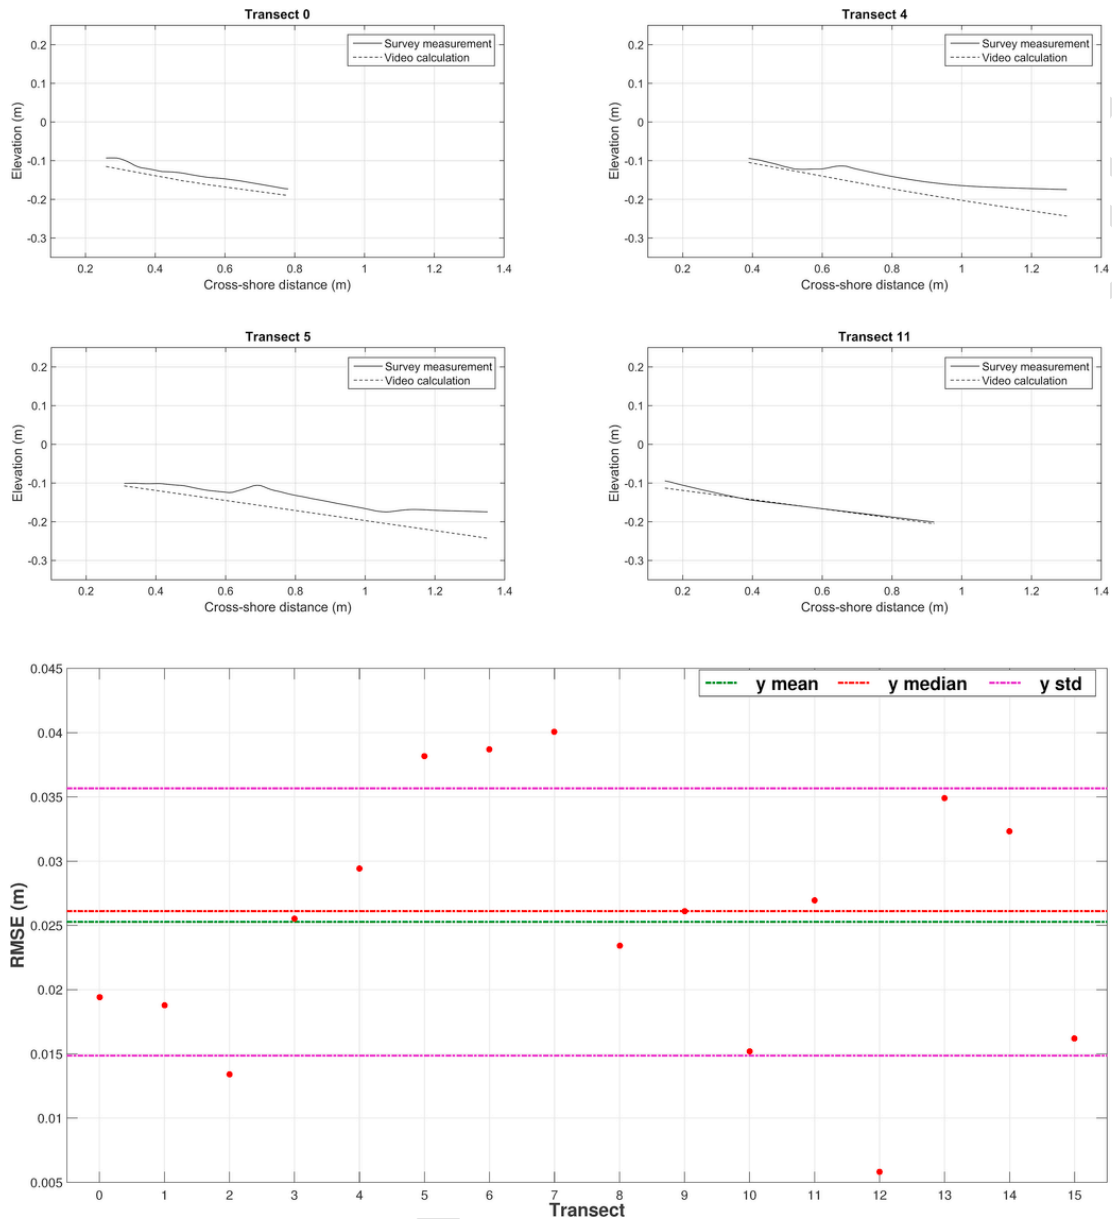 Transect 0
Survey measurement
Video calculation
0.2
0.1
0
-0.1
-0.2
-0.3
Elevation (m)
0.2 0.4 0.6 0.8 1 1.2 1.4
Cross-shore distance (m)
Transect 4
Survey measurement
Video calculation
0.2
0.1
0
-0.1
-0.2
-0.3
Elevation (m)
0.2 0.4 0.6 0.8 1 1.2 1.4
Cross-shore distance (m)
Transect 5
Survey measurement
Video calculation
0.2
0.1
0
-0.1
-0.2
-0.3
Elevation (m)
0.2 0.4 0.6 0.8 1 1.2 1.4
Cross-shore distance (m)
Transect 11
Survey measurement
Video calculation
0.2
0.1
0
-0.1
-0.2
-0.3
Elevation (m)
0.2 0.4 0.6 0.8 1 1.2 1.4
Cross-shore distance (m)
y mean y median y std
0.045
0.04
0.035
0.03
0.025
0.02
0.015
0.01
0.005
RMSE (m)
0 1 2 3 4 5 6 7 8 9 10 11 12 13 14 15
Transect